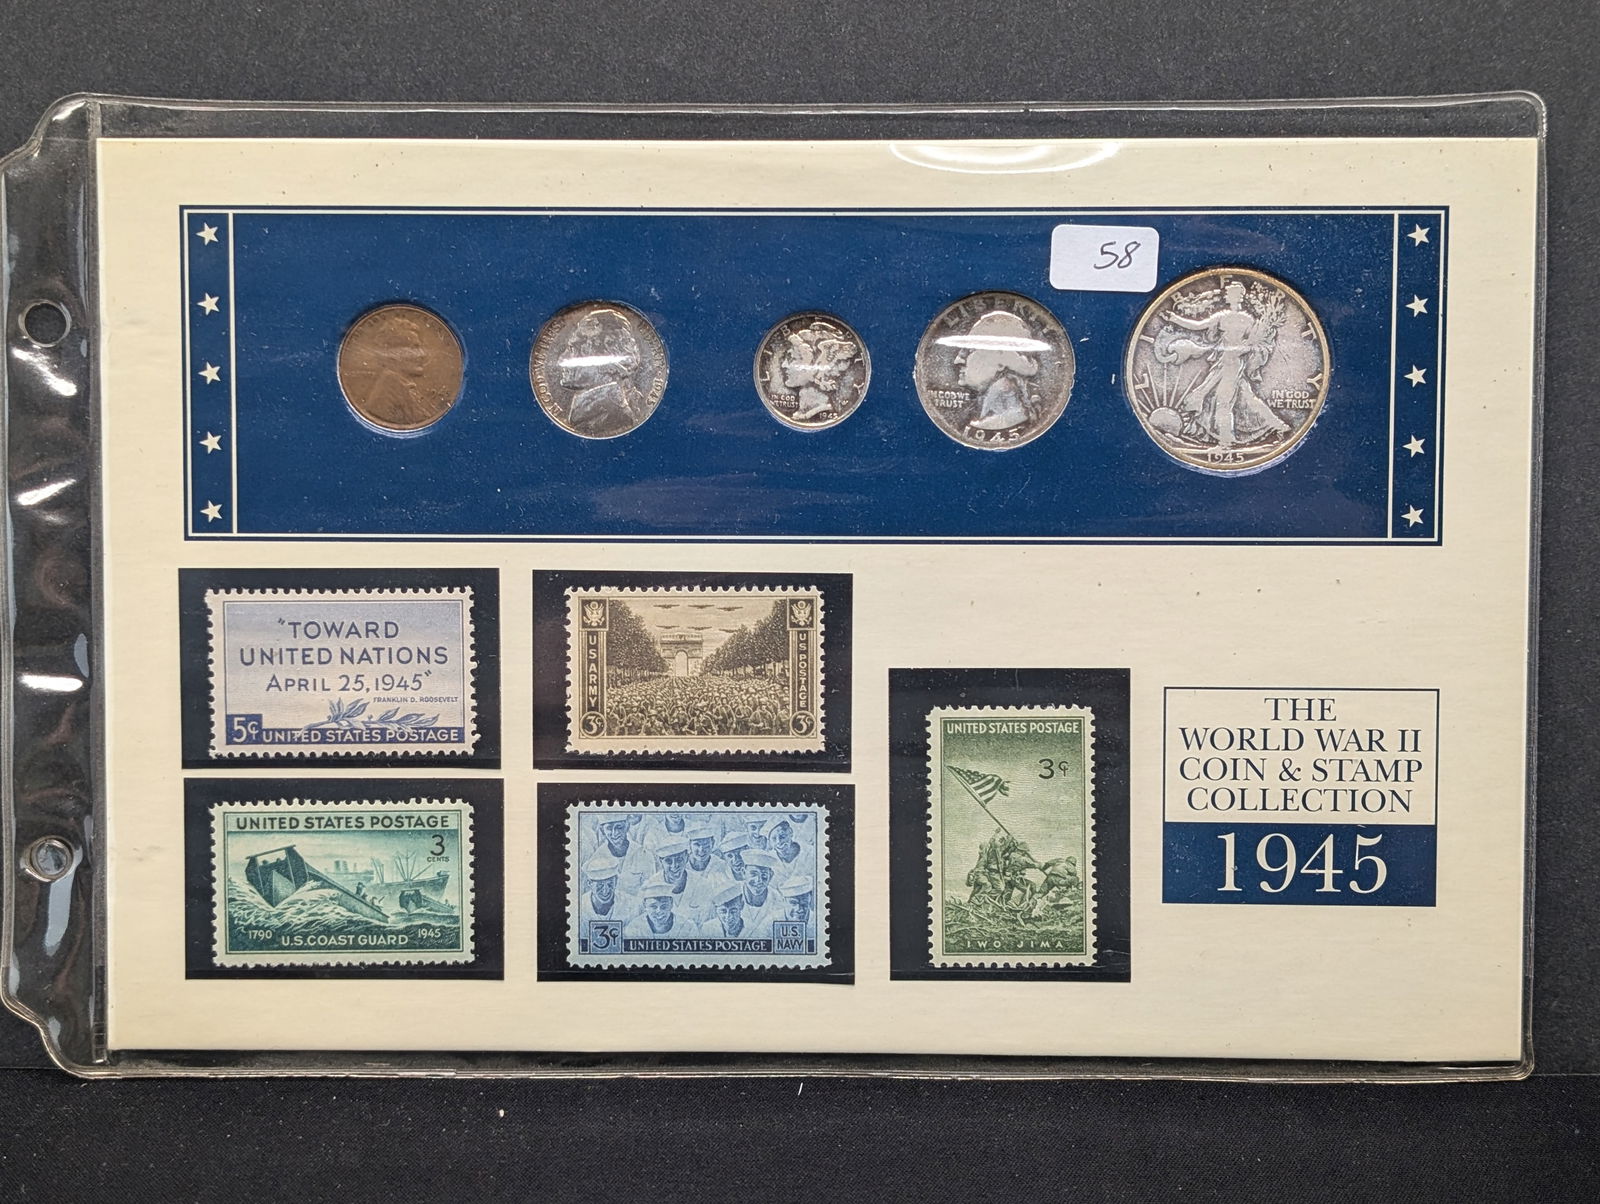 58
LIBERTY
IN GOD
WE TRUST
1945
LIBERTY
IN GOD WE
TRUST
1945
LIBERTY
IN GOD
WE TRUST
1945
"TOWARD
UNITED NATIONS
APRIL 25, 1945"
FRANKLIN D. ROOSEVELT
5¢ UNITED STATES POSTAGE
U S ARMY
U S POSTAGE
3¢
3¢
UNITED STATES POSTAGE
3
CENTS
1790
1945
U.S. COAST GUARD
3¢
UNITED STATES POSTAGE
U.S.
NAVY
UNITED STATES POSTAGE
3¢
IWO JIMA
THE
WORLD WAR II
COIN & STAMP
COLLECTION
1945